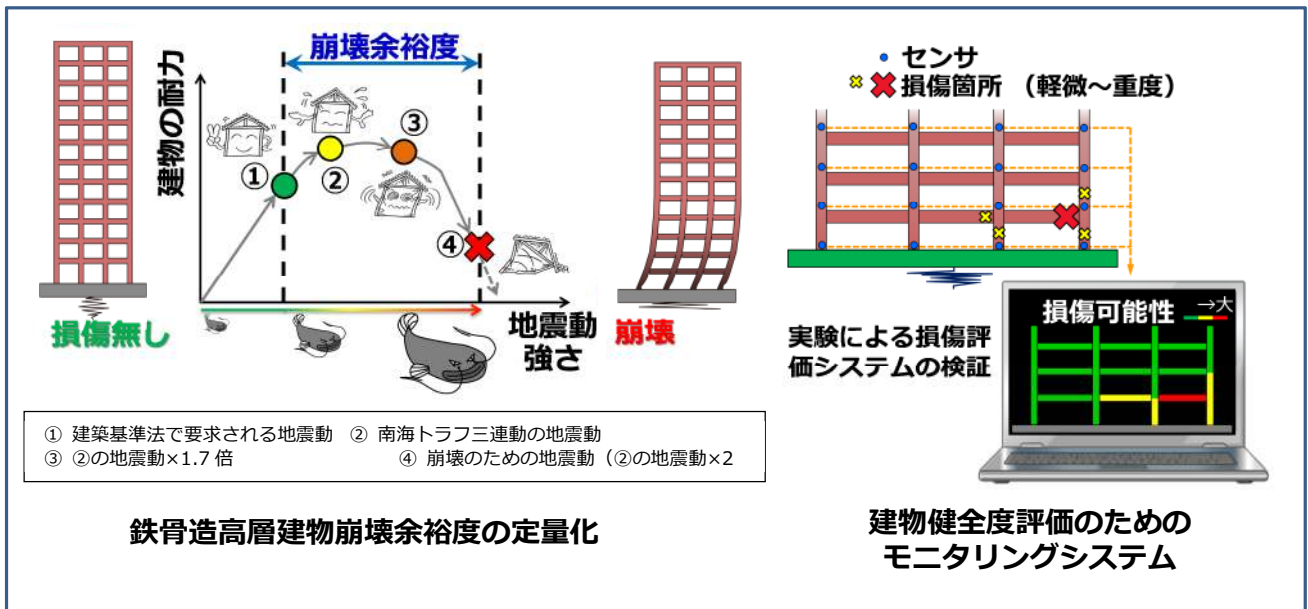 崩壊余裕度
建物の耐力
①
②
③
④
損傷無し
地震動
強さ
崩壊
センサ
損傷箇所 （軽微～重度）
実験による損傷評
価システムの検証
損傷可能性 →大
① 建築基準法で要求される地震動 ② 南海トラフ三連動の地震動
③ ②の地震動×1.7 倍 ④ 崩壊のための地震動（②の地震動×2
鉄骨造高層建物崩壊余裕度の定量化
建物健全度評価のための
モニタリングシステム